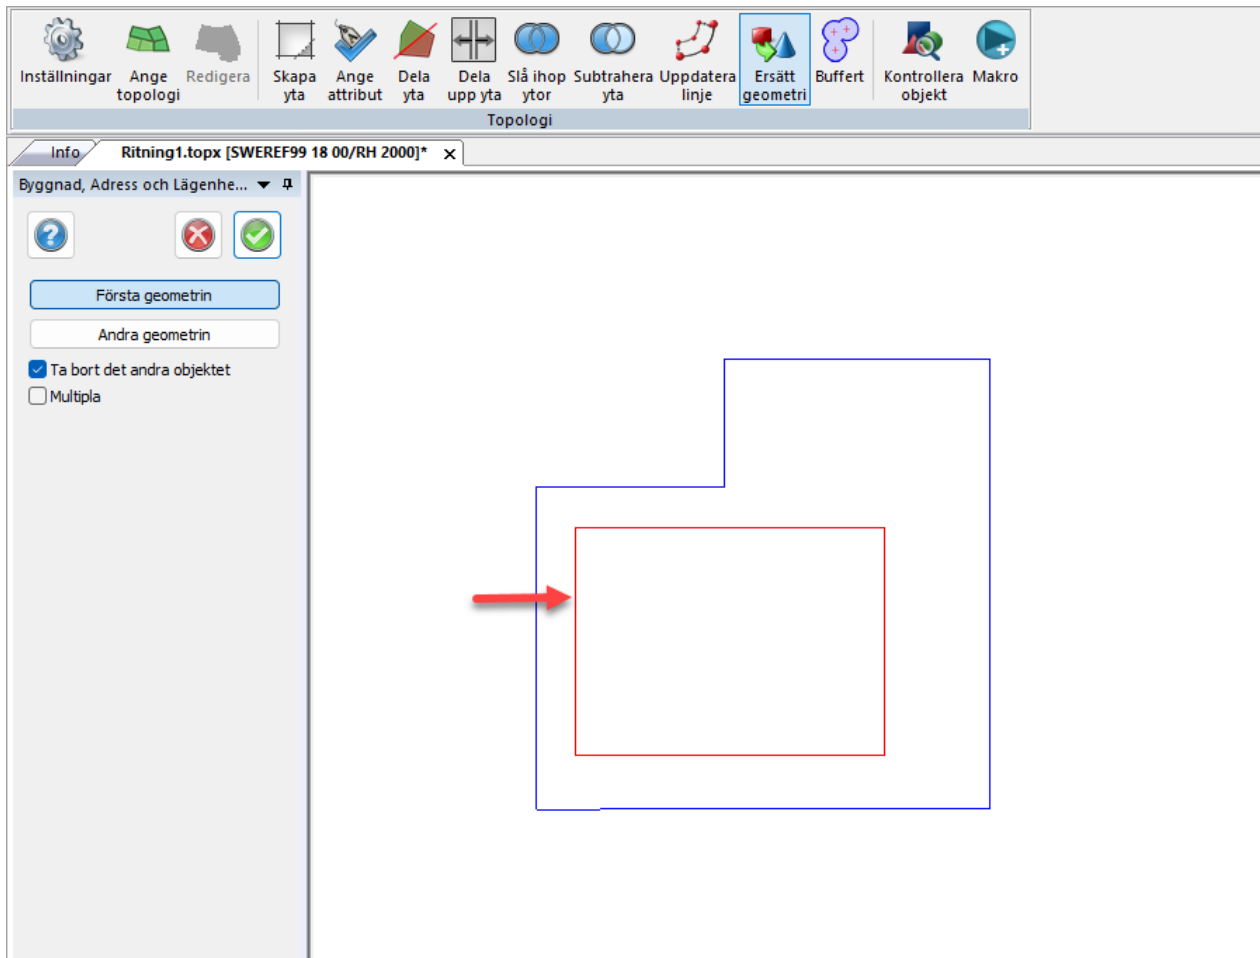 Inställningar Ange topologi Redigera Skapa yta Ange attribut Dela yta Dela upp yta Slå ihop ytor Subtrahera yta Uppdatera linje Ersätt geometri Buffert Kontrollera objekt Makro
Topologi
Info Ritning1.topx [SWEREF99 18 00/RH 2000]*
Byggnad, Adress och Lägenhe...
Första geometrin
Andra geometrin
Ta bort det andra objektet
Multipla